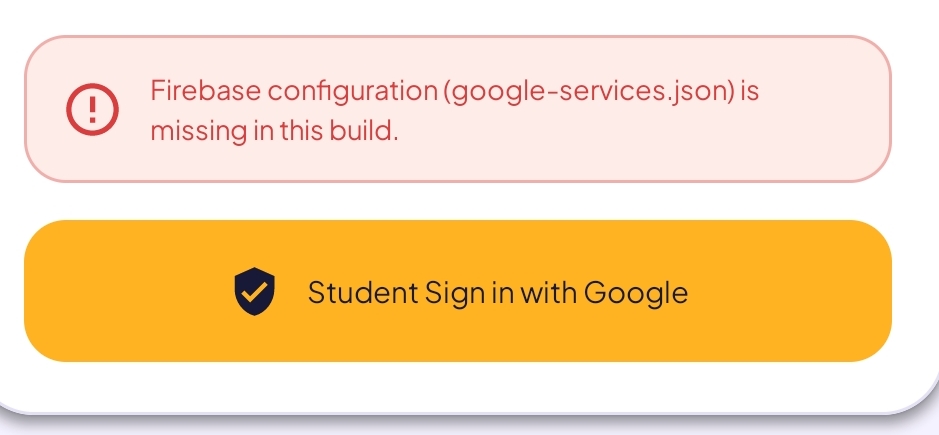 Firebase configuration (google-services.json) is
missing in this build.
Student Sign in with Google